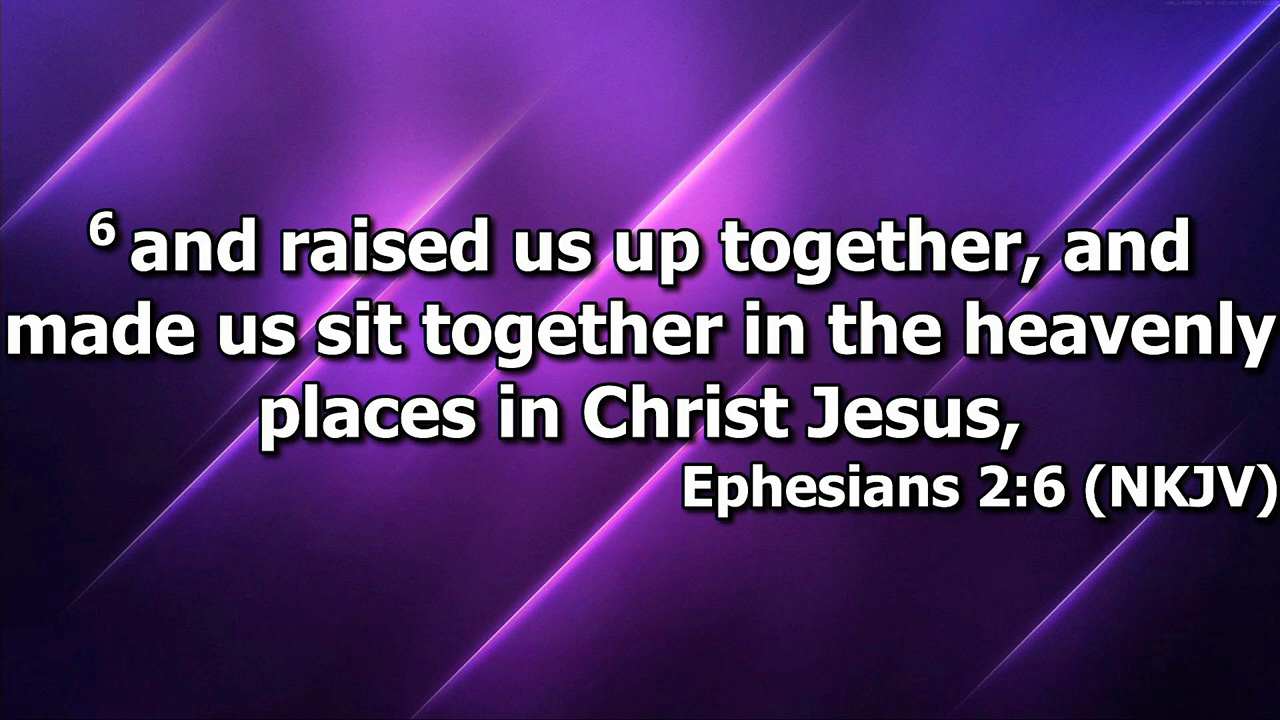 6 and raised us up together, and
made us sit together in the heavenly
places in Christ Jesus,
Ephesians 2:6 (NKJV)